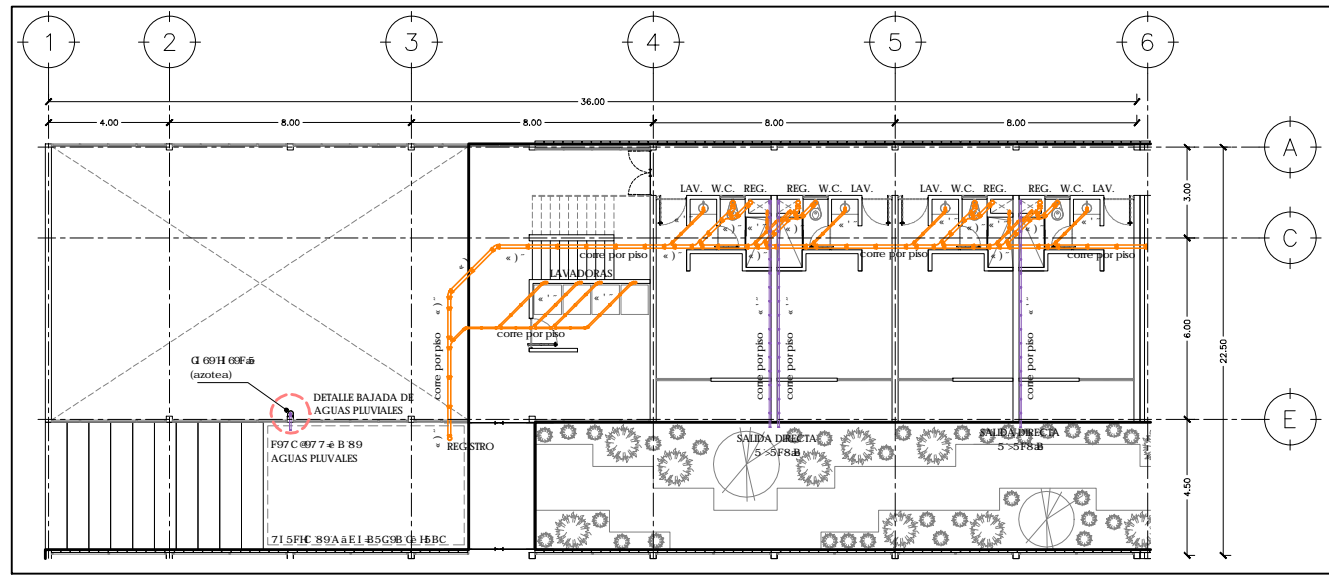 1 2 3 4 5 6
36.00
4.00 8.00 8.00 8.00 8.00
A
C
E
3.00
6.00
4.50
22.50
LAV. W.C. REG. REG. W.C. LAV. LAV. W.C. REG. REG. W.C. LAV.
corre por piso
corre por piso
corre por piso
LAVADORAS
corre por piso
corre por piso
corre por piso
corre por piso
corre por piso
(azotea)
DETALLE BAJADA DE
AGUAS PLUVIALES
AGUAS PLUVALES
REGISTRO
SALIDA DIRECTA
SALIDA DIRECTA